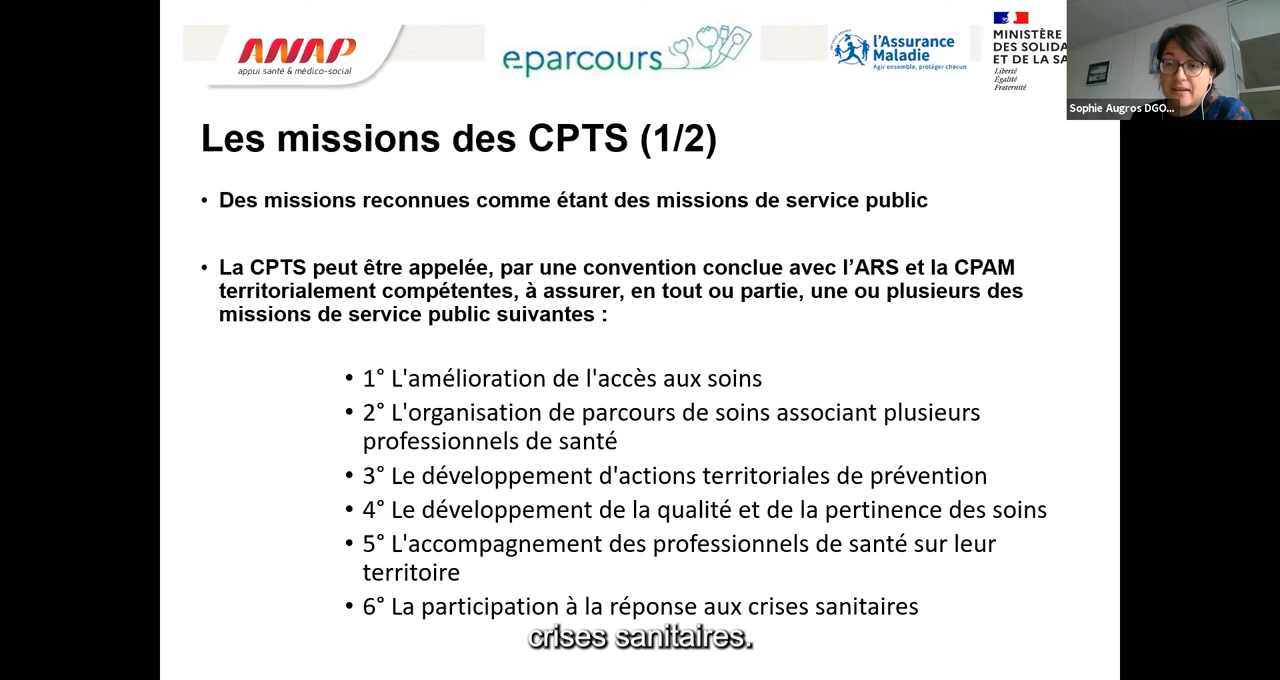 ANAP
appui santé & médico-social
eparcours
l'Assurance
Maladie
Agir ensemble, protéger chacun
MINISTÈRE
DES SOLIDA
ET DE LA SA
Liberté
Égalité
Fraternité
Sophie Augros DGO...
Les missions des CPTS (1/2)
• Des missions reconnues comme étant des missions de service public
• La CPTS peut être appelée, par une convention conclue avec l'ARS et la CPAM
territorialement compétentes, à assurer, en tout ou partie, une ou plusieurs des
missions de service public suivantes :
• 1° L'amélioration de l'accès aux soins
• 2° L'organisation de parcours de soins associant plusieurs
professionnels de santé
• 3° Le développement d'actions territoriales de prévention
• 4° Le développement de la qualité et de la pertinence des soins
• 5° L'accompagnement des professionnels de santé sur leur
territoire
• 6° La participation à la réponse aux crises sanitaires
crises sanitaires.